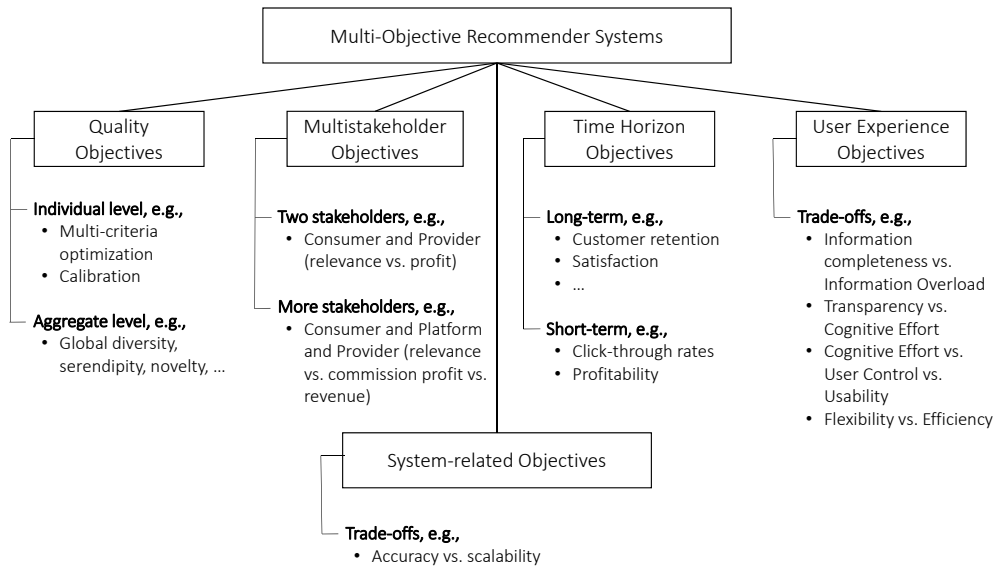 Multi-Objective Recommender Systems
Quality
Objectives
Individual level, e.g.,
• Multi-criteria
optimization
• Calibration
Aggregate level, e.g.,
• Global diversity,
serendipity, novelty, ...
Multistakeholder
Objectives
Two stakeholders, e.g.,
• Consumer and Provider
(relevance vs. profit)
More stakeholders, e.g.,
• Consumer and Platform
and Provider (relevance
vs. commission profit vs.
revenue)
Time Horizon
Objectives
Long-term, e.g.,
• Customer retention
• Satisfaction
• ...
Short-term, e.g.,
• Click-through rates
• Profitability
User Experience
Objectives
Trade-offs, e.g.,
• Information
completeness vs.
Information Overload
• Transparency vs.
Cognitive Effort
• Cognitive Effort vs.
User Control vs.
Usability
• Flexibility vs. Efficiency
System-related Objectives
Trade-offs, e.g.,
• Accuracy vs. scalability